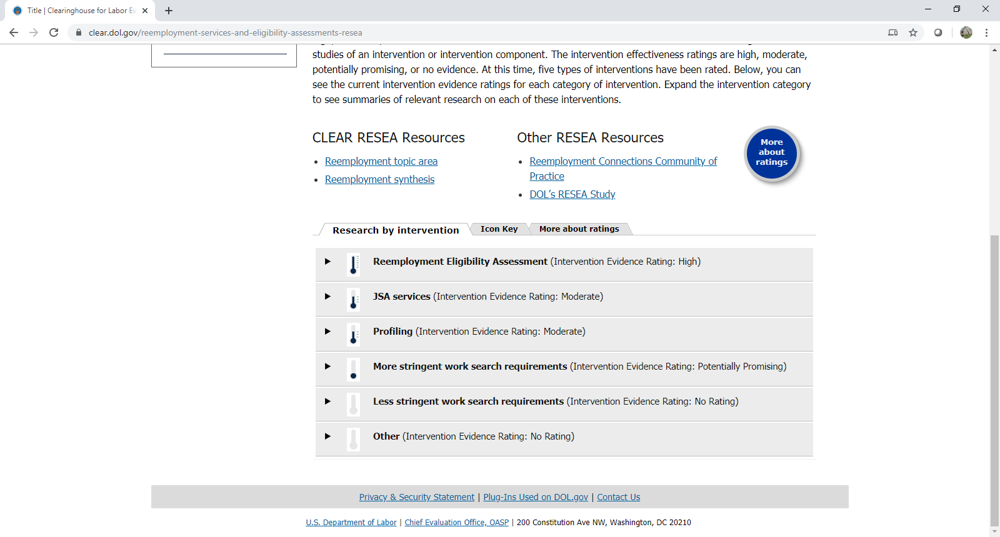 Title | Clearinghouse for Labor Ev
clear.dol.gov/reemployment-services-and-eligibility-assessments-resea
studies of an intervention or intervention component. The intervention effectiveness ratings are high, moderate,
potentially promising, or no evidence. At this time, five types of interventions have been rated. Below, you can
see the current intervention evidence ratings for each category of intervention. Expand the intervention category
to see summaries of relevant research on each of these interventions.
CLEAR RESEA Resources
• Reemployment topic area
• Reemployment synthesis
Other RESEA Resources
• Reemployment Connections Community of
Practice
• DOL’s RESEA Study
More
about
ratings
Research by intervention
Icon Key
More about ratings
Reemployment Eligibility Assessment (Intervention Evidence Rating: High)
JSA services (Intervention Evidence Rating: Moderate)
Profiling (Intervention Evidence Rating: Moderate)
More stringent work search requirements (Intervention Evidence Rating: Potentially Promising)
Less stringent work search requirements (Intervention Evidence Rating: No Rating)
Other (Intervention Evidence Rating: No Rating)
Privacy & Security Statement | Plug-Ins Used on DOL.gov | Contact Us
U.S. Department of Labor | Chief Evaluation Office, OASP | 200 Constitution Ave NW, Washington, DC 20210